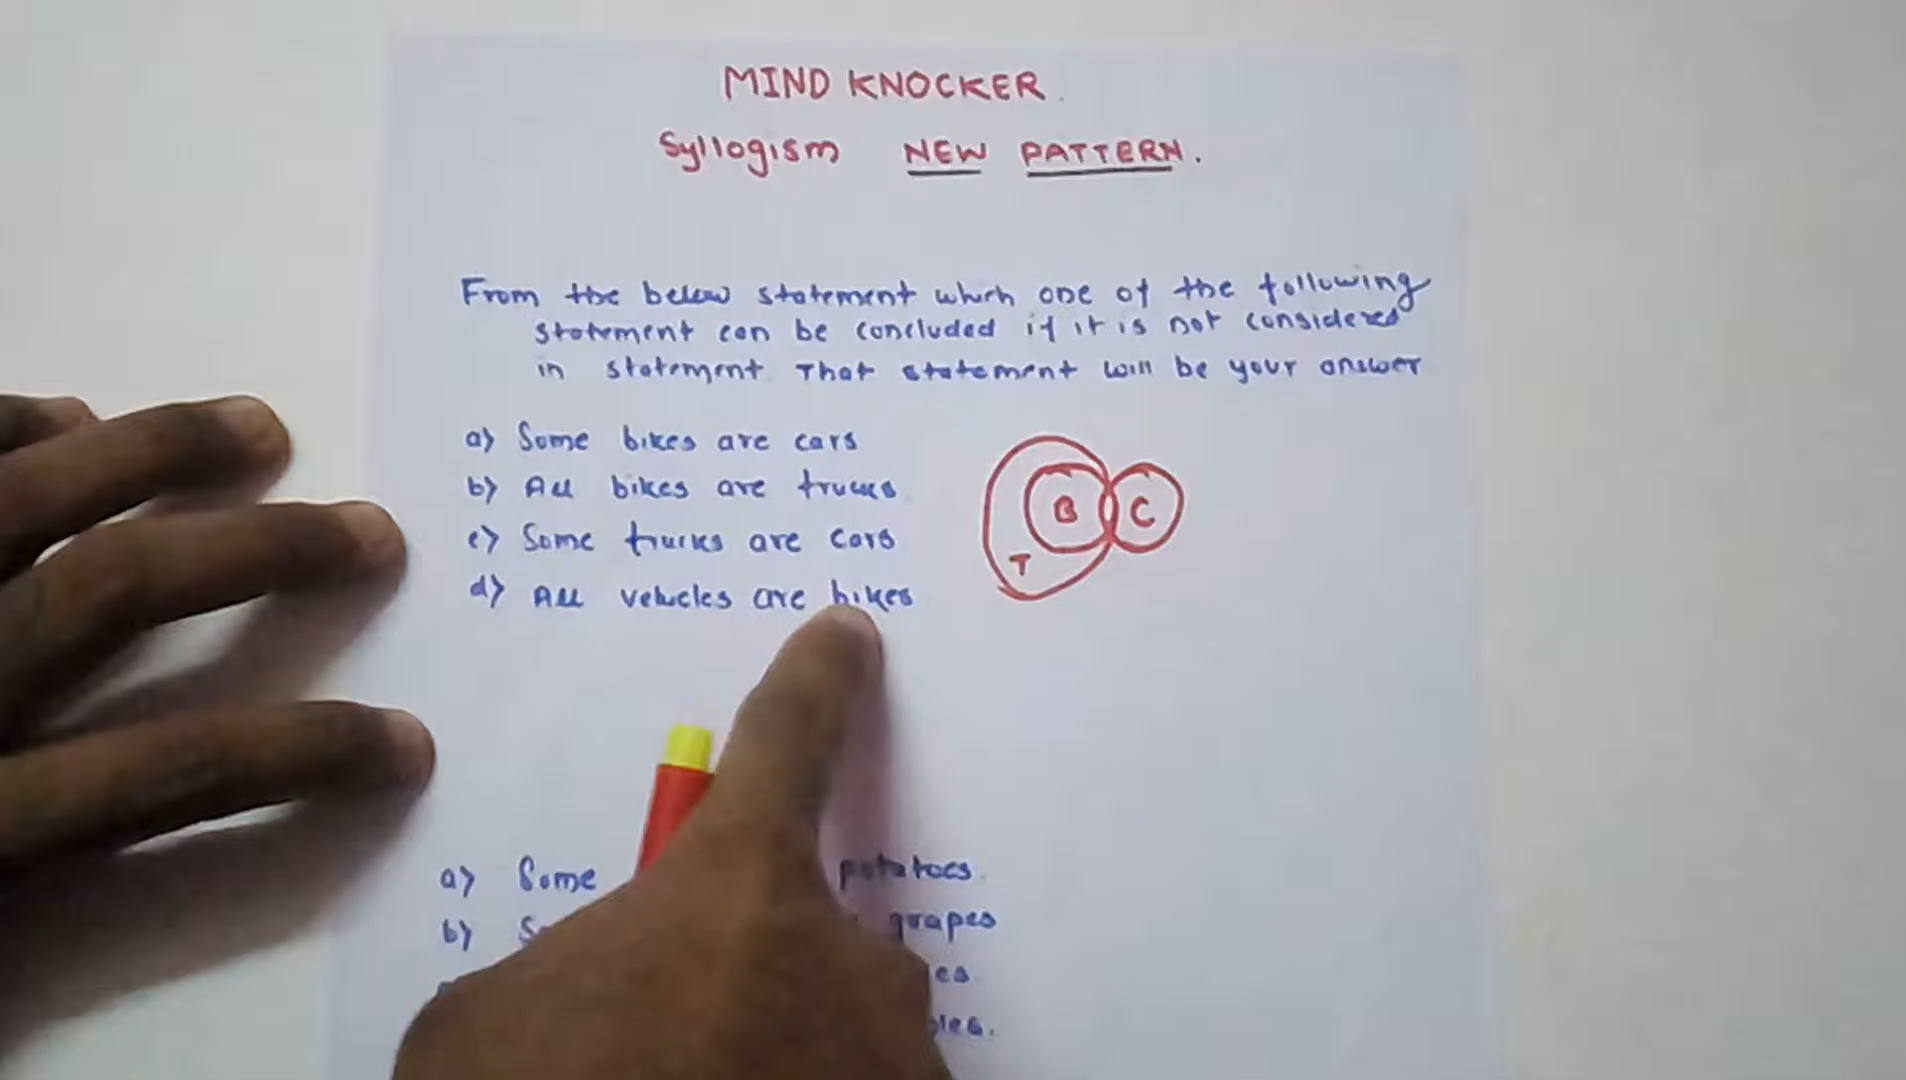 MIND KNOCKER.
Syllogism NEW PATTERN.
From the below statement which one of the following
statement can be concluded if it is not considered
in statement. That statement will be your answer
a) Some bikes are cars
b) All bikes are trucks
c) Some trucks are cars
d) All vehicles are bikes
B C
T
a) Some potatoes.
b) grapes